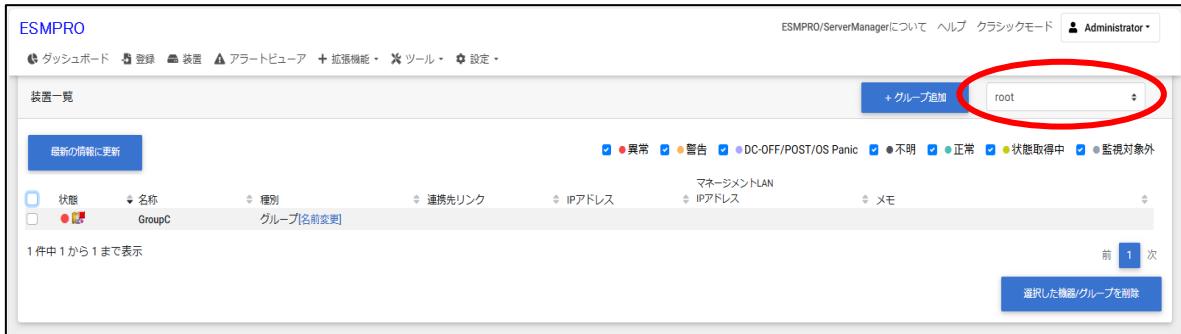 ESMPRO
ESMPRO/ServerManagerについて ヘルプ クラシックモード Administrator
ダッシュボード 登録 装置 アラートビューア 拡張機能 ツール 設定
装置一覧 + グループ追加 root
最新の情報に更新 異常 警告 DC-OFF/POST/OS Panic 不明 正常 状態取得中 監視対象外
状態 名称 種別 連携先リンク IPアドレス マネージメントLAN IPアドレス メモ
GroupC グループ[名前変更]
1 件中 1 から 1 まで表示
前 1 次
選択した機器/グループを削除